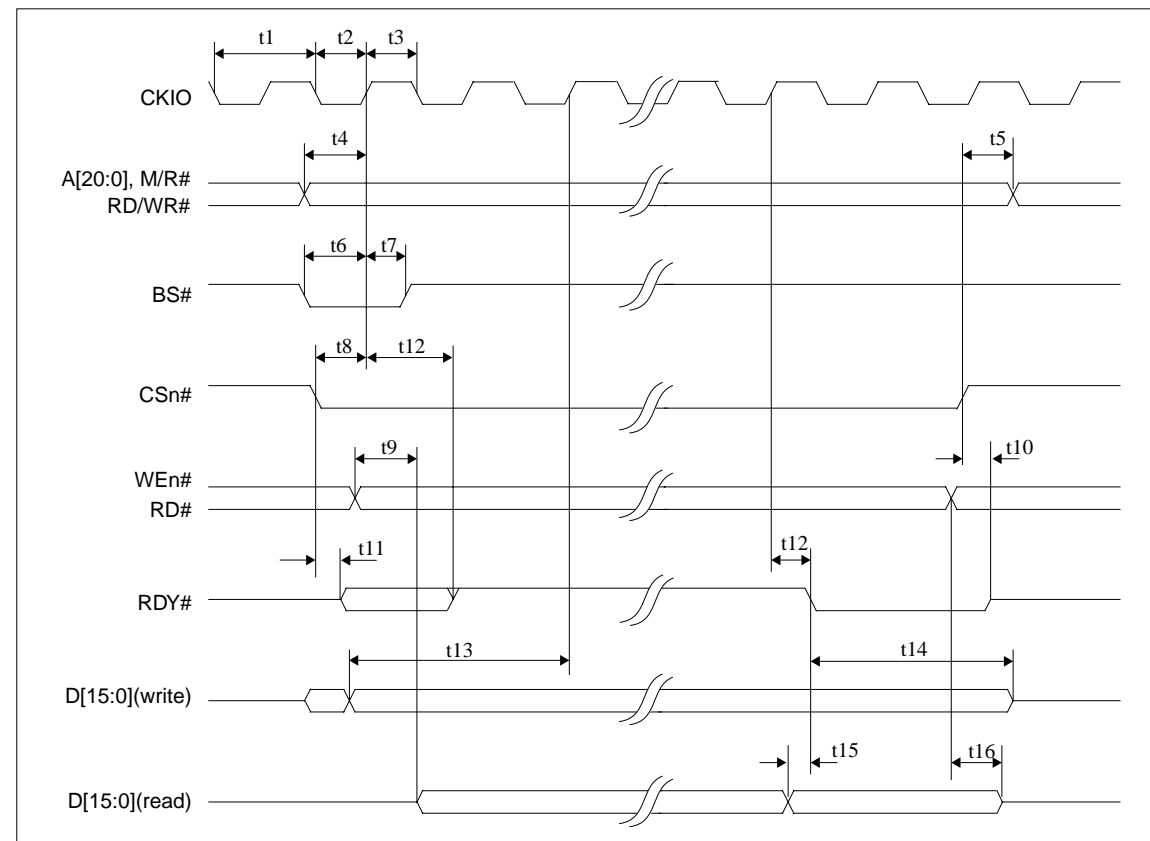 t1 t2 t3
CKIO
t4 t5
A[20:0], M/R#
RD/WR#
t6 t7
BS#
t8 t12
CSn#
t9 t10
WEn#
RD#
t11 t12
RDY#
t13 t14
D[15:0](write)
t15 t16
D[15:0](read)